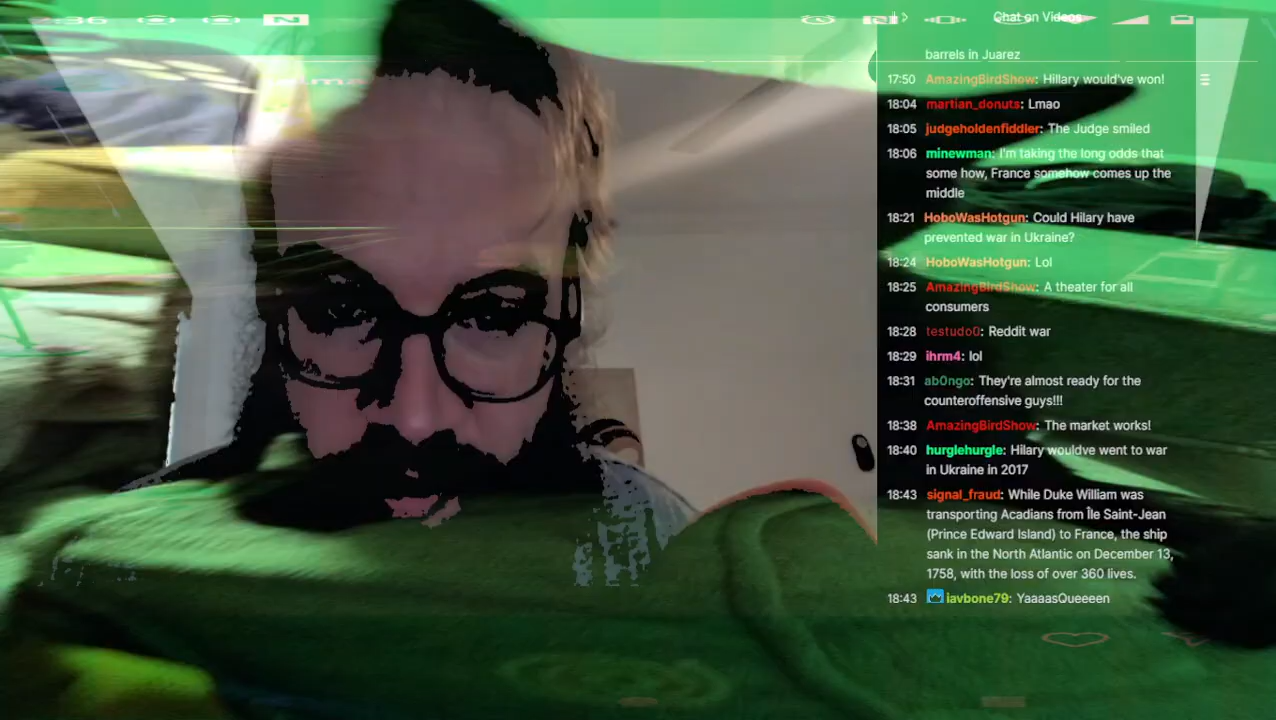 2:36
Chat on Videos
barrels in Juarez
17:50 AmazingBirdShow: Hillary would've won!
18:04 martian_donuts: Lmao
18:05 judgeholdenfiddler: The Judge smiled
18:06 minewman: I'm taking the long odds that
some how, France somehow comes up the
middle
18:21 HoboWasHotgun: Could Hilary have
prevented war in Ukraine?
18:24 HoboWasHotgun: Lol
18:25 AmazingBirdShow: A theater for all
consumers
18:28 testudo0: Reddit war
18:29 ihrm4: lol
18:31 ab0ngo: They're almost ready for the
counteroffensive guys!!!
18:38 AmazingBirdShow: The market works!
18:40 hurglehurgle: Hilary wouldve went to war
in Ukraine in 2017
18:43 signal_fraud: While Duke William was
transporting Acadians from Île Saint-Jean
(Prince Edward Island) to France, the ship
sank in the North Atlantic on December 13,
1758, with the loss of over 360 lives.
18:43 iavbone79: YaaaasQueeeen